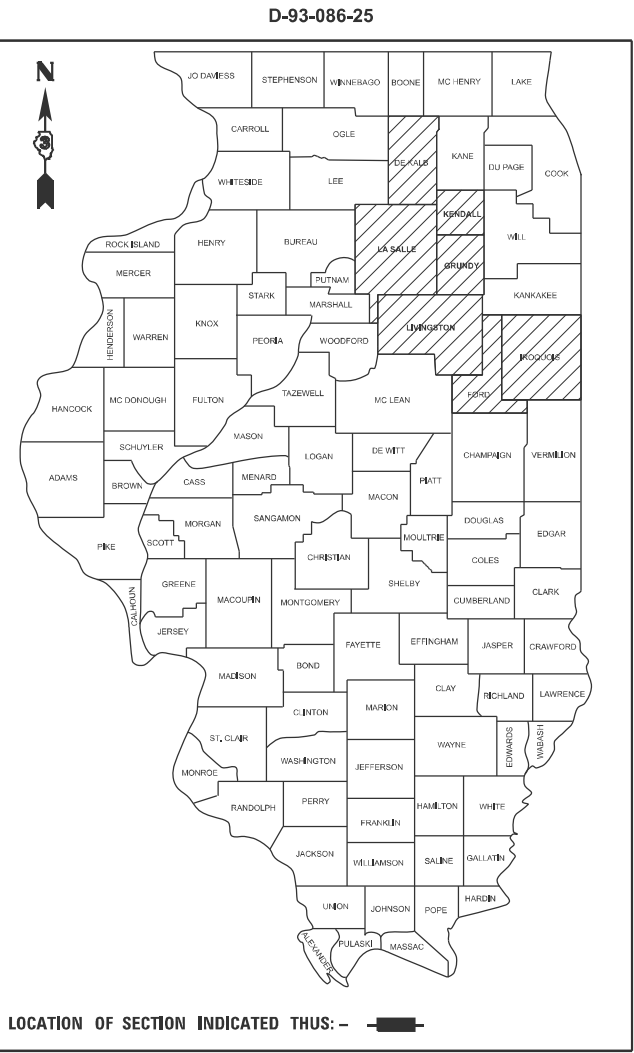 D-93-086-25
N
3
JO DAVIESS STEPHENSON WINNEBAGO BOONE MC HENRY LAKE
CARROLL OGLE DE KALB KANE DU PAGE COOK
WHITESIDE LEE
KENDALL
ROCK ISLAND HENRY BUREAU LA SALLE WILL
MERCER PUTNAM GRUNDY
STARK MARSHALL KANKAKEE
HENDERSON WARREN KNOX PEORIA WOODFORD LIVINGSTON IROQUOIS
HANCOCK MC DONOUGH FULTON TAZEWELL MC LEAN FORD
MASON
SCHUYLER LOGAN DE WITT CHAMPAIGN VERMILION
ADAMS BROWN CASS MENARD PIATT
MACON
PIKE SCOTT MORGAN SANGAMON MOULTRIE DOUGLAS EDGAR
CHRISTIAN COLES
CALHOUN GREENE MACOUPIN MONTGOMERY SHELBY CUMBERLAND CLARK
JERSEY
FAYETTE EFFINGHAM JASPER CRAWFORD
MADISON BOND
CLAY RICHLAND LAWRENCE
CLINTON MARION
ST. CLAIR WAYNE EDWARDS WABASH
WASHINGTON JEFFERSON
MONROE
RANDOLPH PERRY HAMILTON WHITE
FRANKLIN
JACKSON WILLIAMSON SALINE GALLATIN
UNION JOHNSON POPE HARDIN
ALEXANDER PULASKI MASSAC
LOCATION OF SECTION INDICATED THUS: –